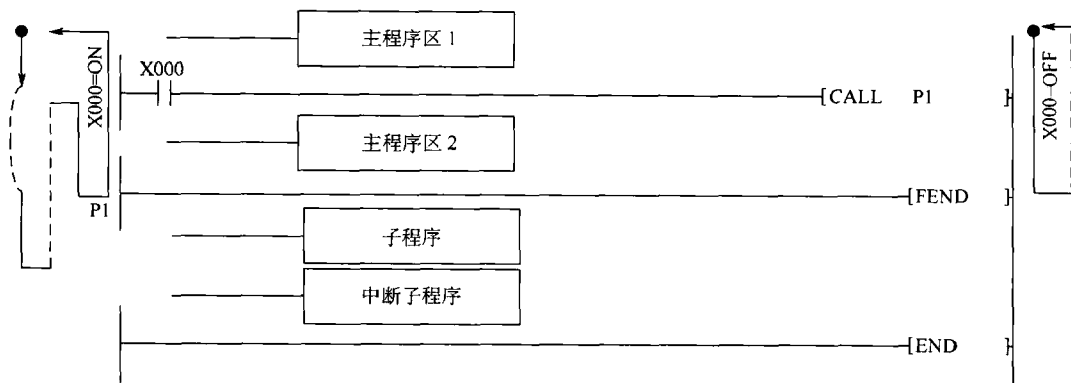 主程序区 1
X000=ON
X000
[CALL P1 ]
X000=OFF
主程序区 2
P1
[FEND ]
子程序
中断子程序
[END ]